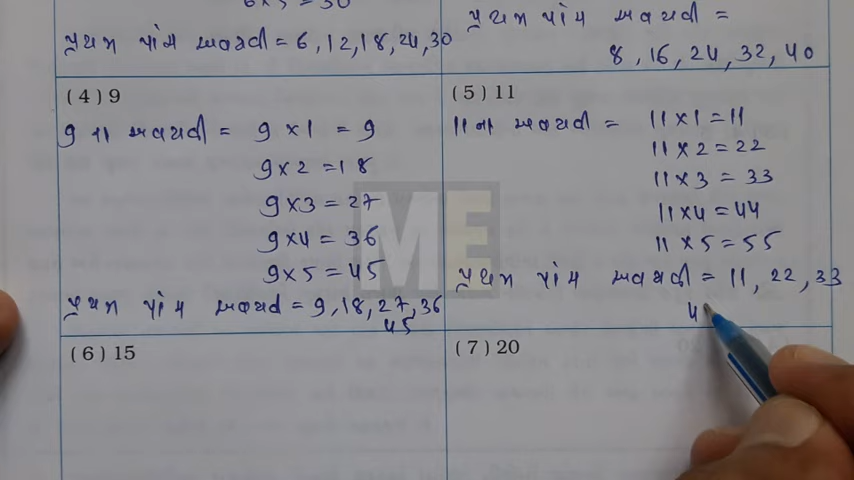 6 × 5 = 30
પ્રથમ પાંચ અવયવી = 6, 12, 18, 24, 30
પ્રથમ પાંચ અવયવી =
8, 16, 24, 32, 40
(4) 9
9 ના અવયવી = 9 × 1 = 9
9 × 2 = 18
9 × 3 = 27
9 × 4 = 36
9 × 5 = 45
પ્રથમ પાંચ અવયવી = 9, 18, 27, 36
45
(5) 11
11 ના અવયવી = 11 × 1 = 11
11 × 2 = 22
11 × 3 = 33
11 × 4 = 44
11 × 5 = 55
પ્રથમ પાંચ અવયવી = 11, 22, 33
4
(6) 15
(7) 20
ME